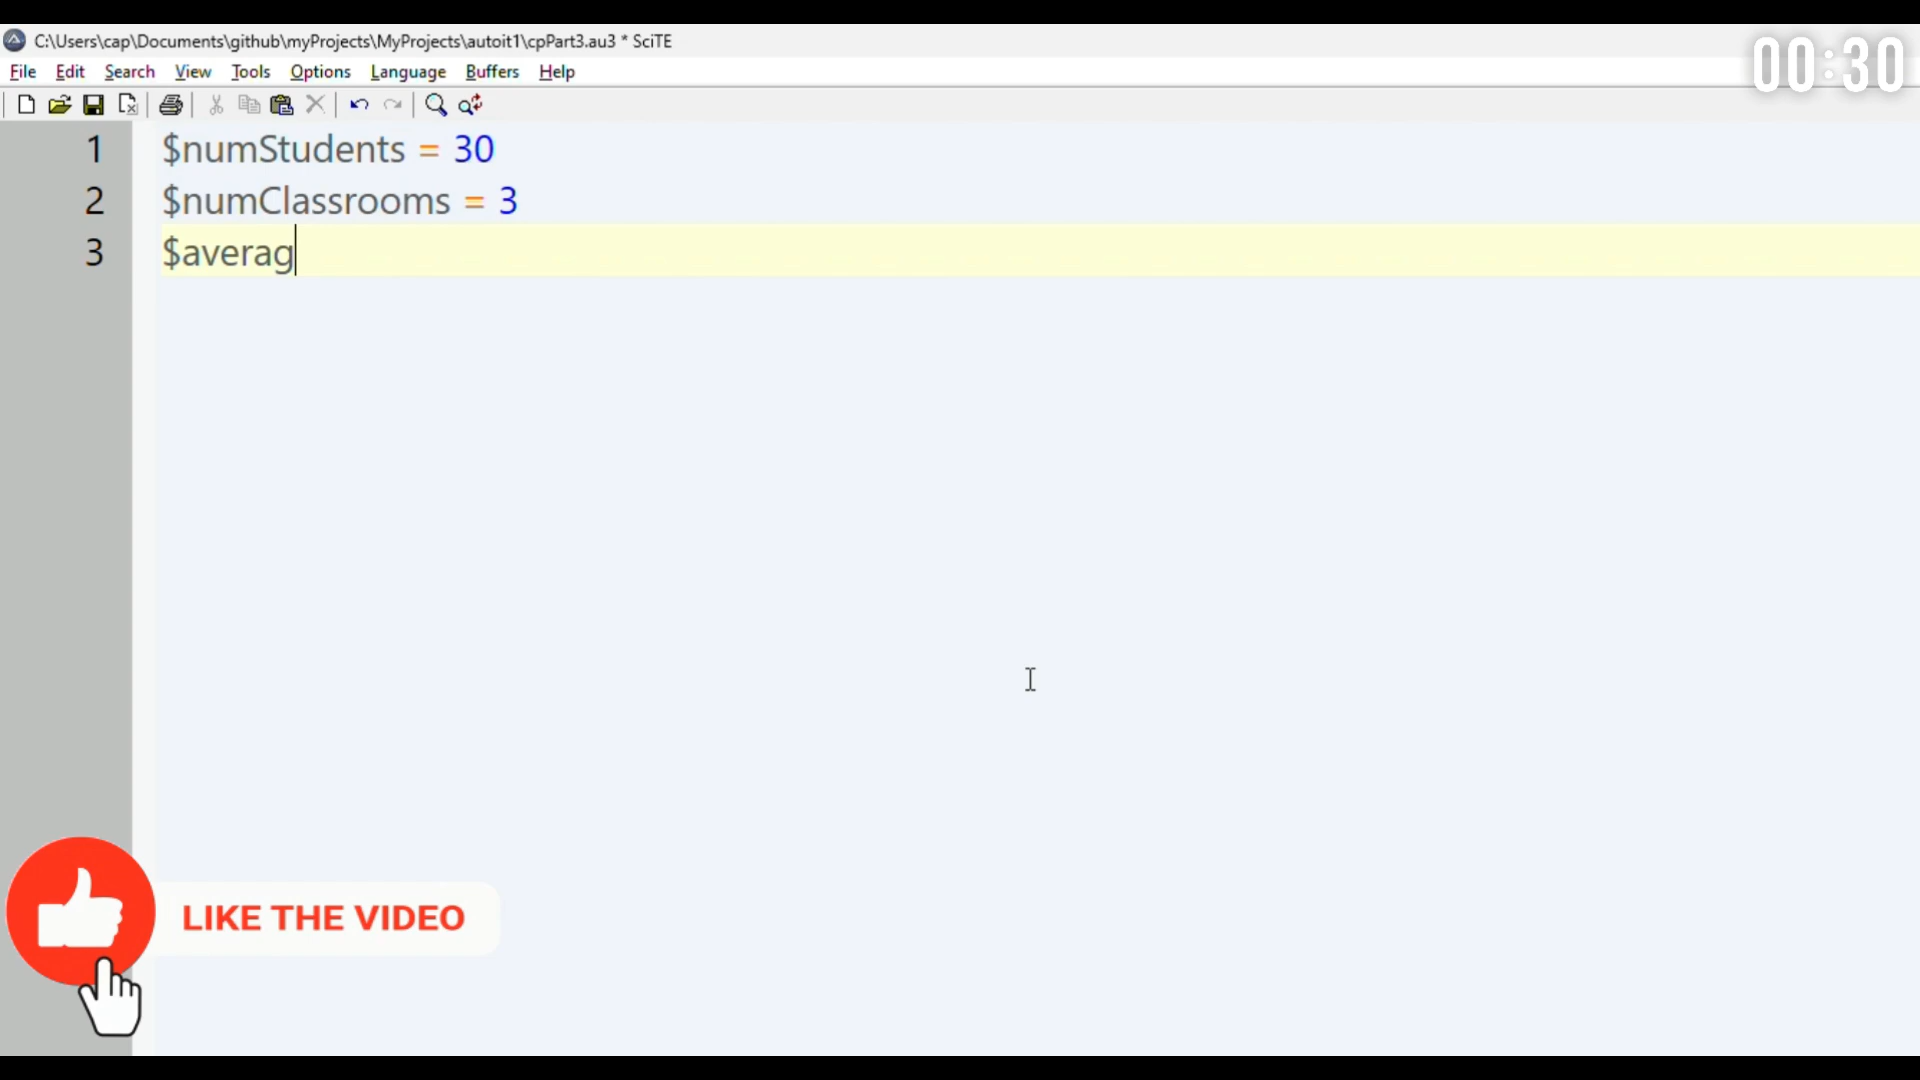 C:\Users\cap\Documents\github\myProjects\MyProjects\autoit1\cpPart3.au3 * SciTE
00:30
File Edit Search View Tools Options Language Buffers Help
1 $numStudents = 30
2 $numClassrooms = 3
3 $averag
LIKE THE VIDEO